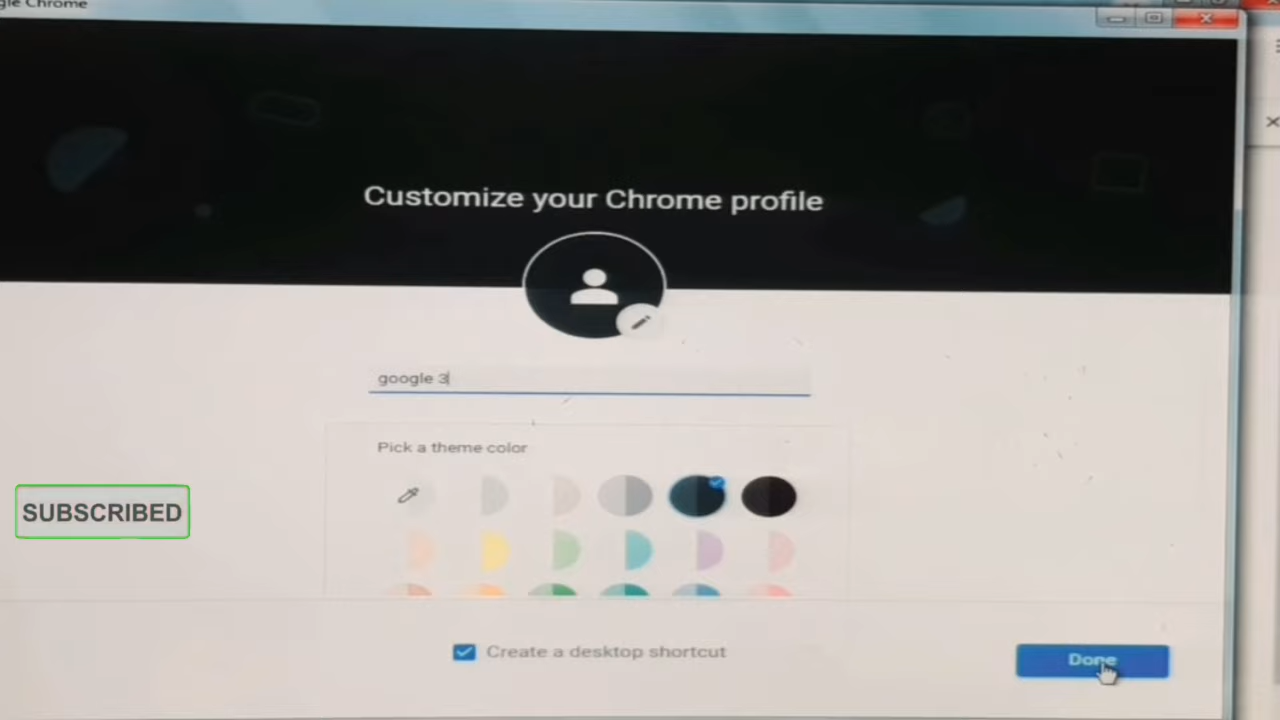 gle Chrome
Customize your Chrome profile
google 3
Pick a theme color
SUBSCRIBED
Create a desktop shortcut
Done